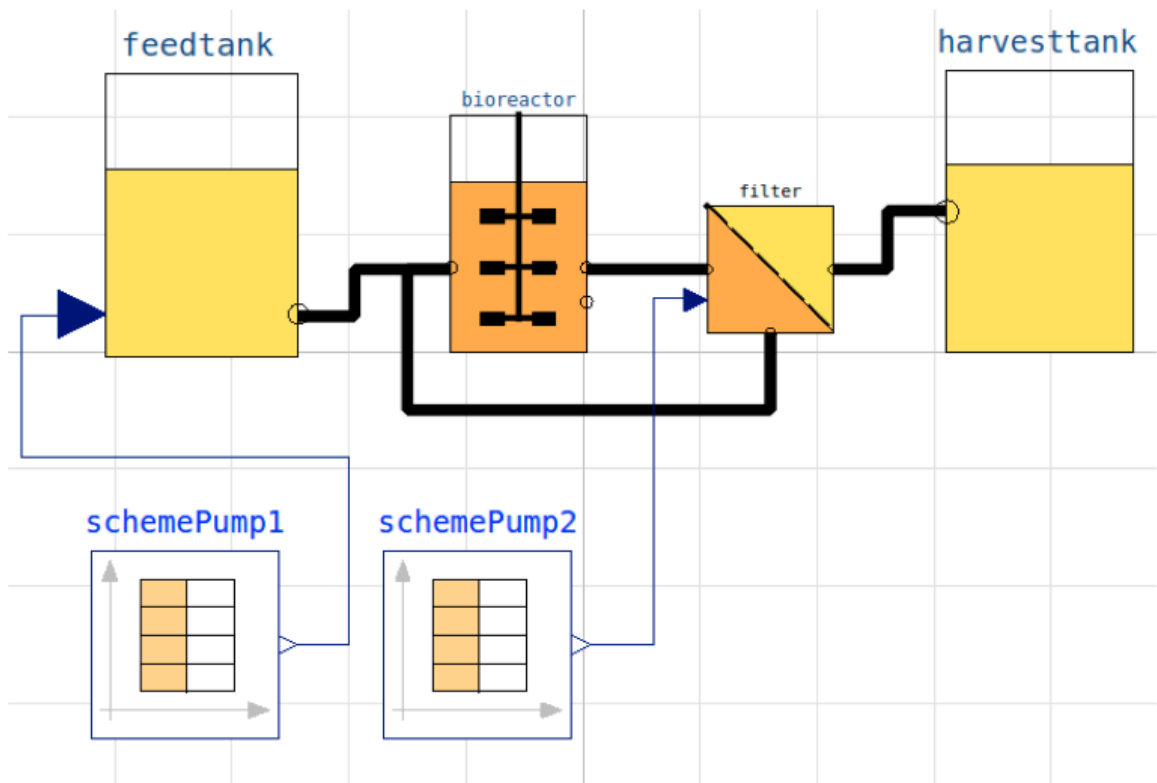 feedtank
harvesttank
bioreactor
filter
schemePump1
schemePump2